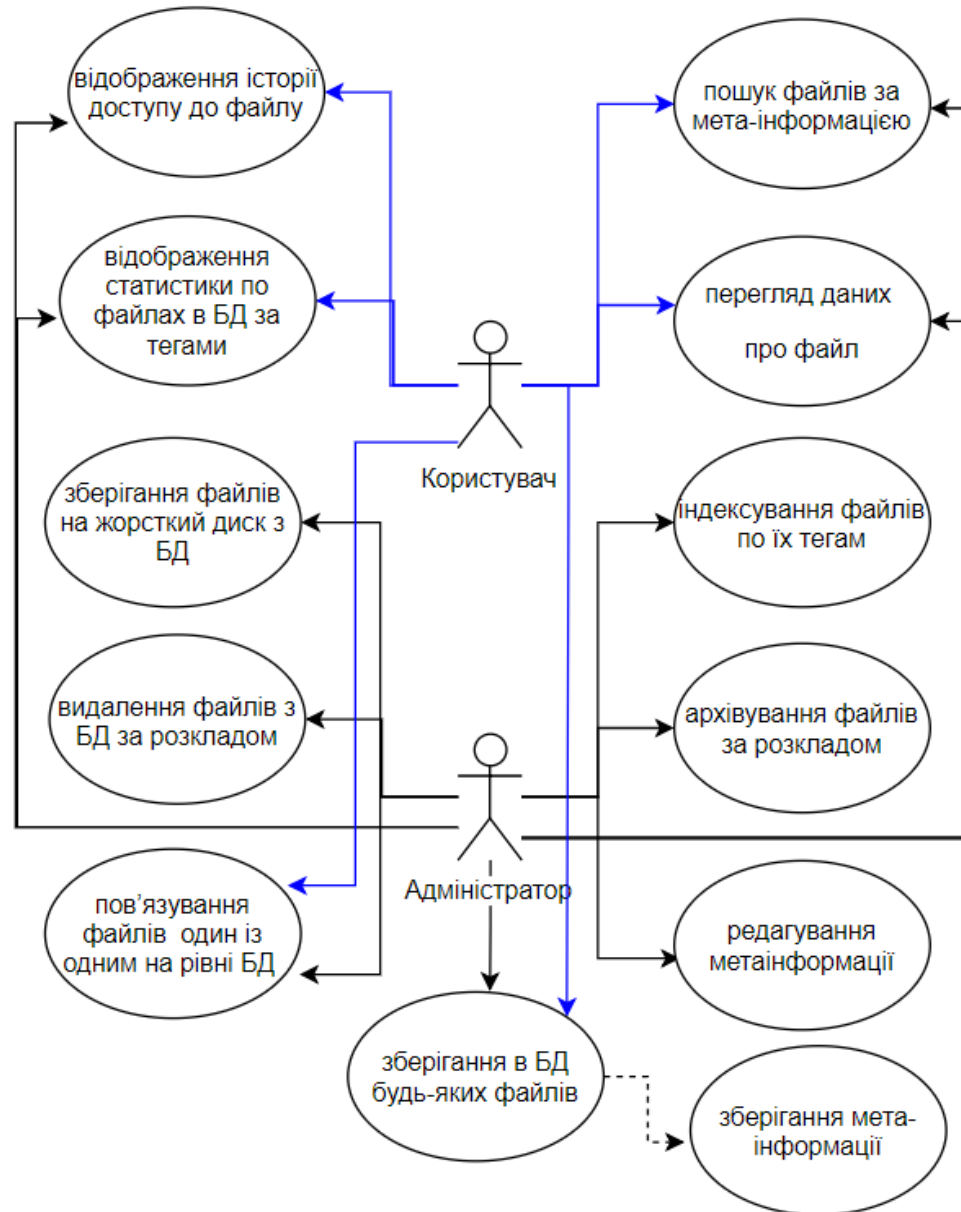 відображення історії
доступу до файлу
пошук файлів за
мета-інформацією
відображення
статистики по
файлах в БД за
тегами
перегляд даних
про файл
Користувач
зберігання файлів
на жорсткий диск з
БД
індексування файлів
по їх тегам
видалення файлів з
БД за розкладом
архівування файлів
за розкладом
Адміністратор
пов’язування
файлів один із
одним на рівні БД
редагування
метаінформації
зберігання в БД
будь-яких файлів
зберігання мета-
інформації